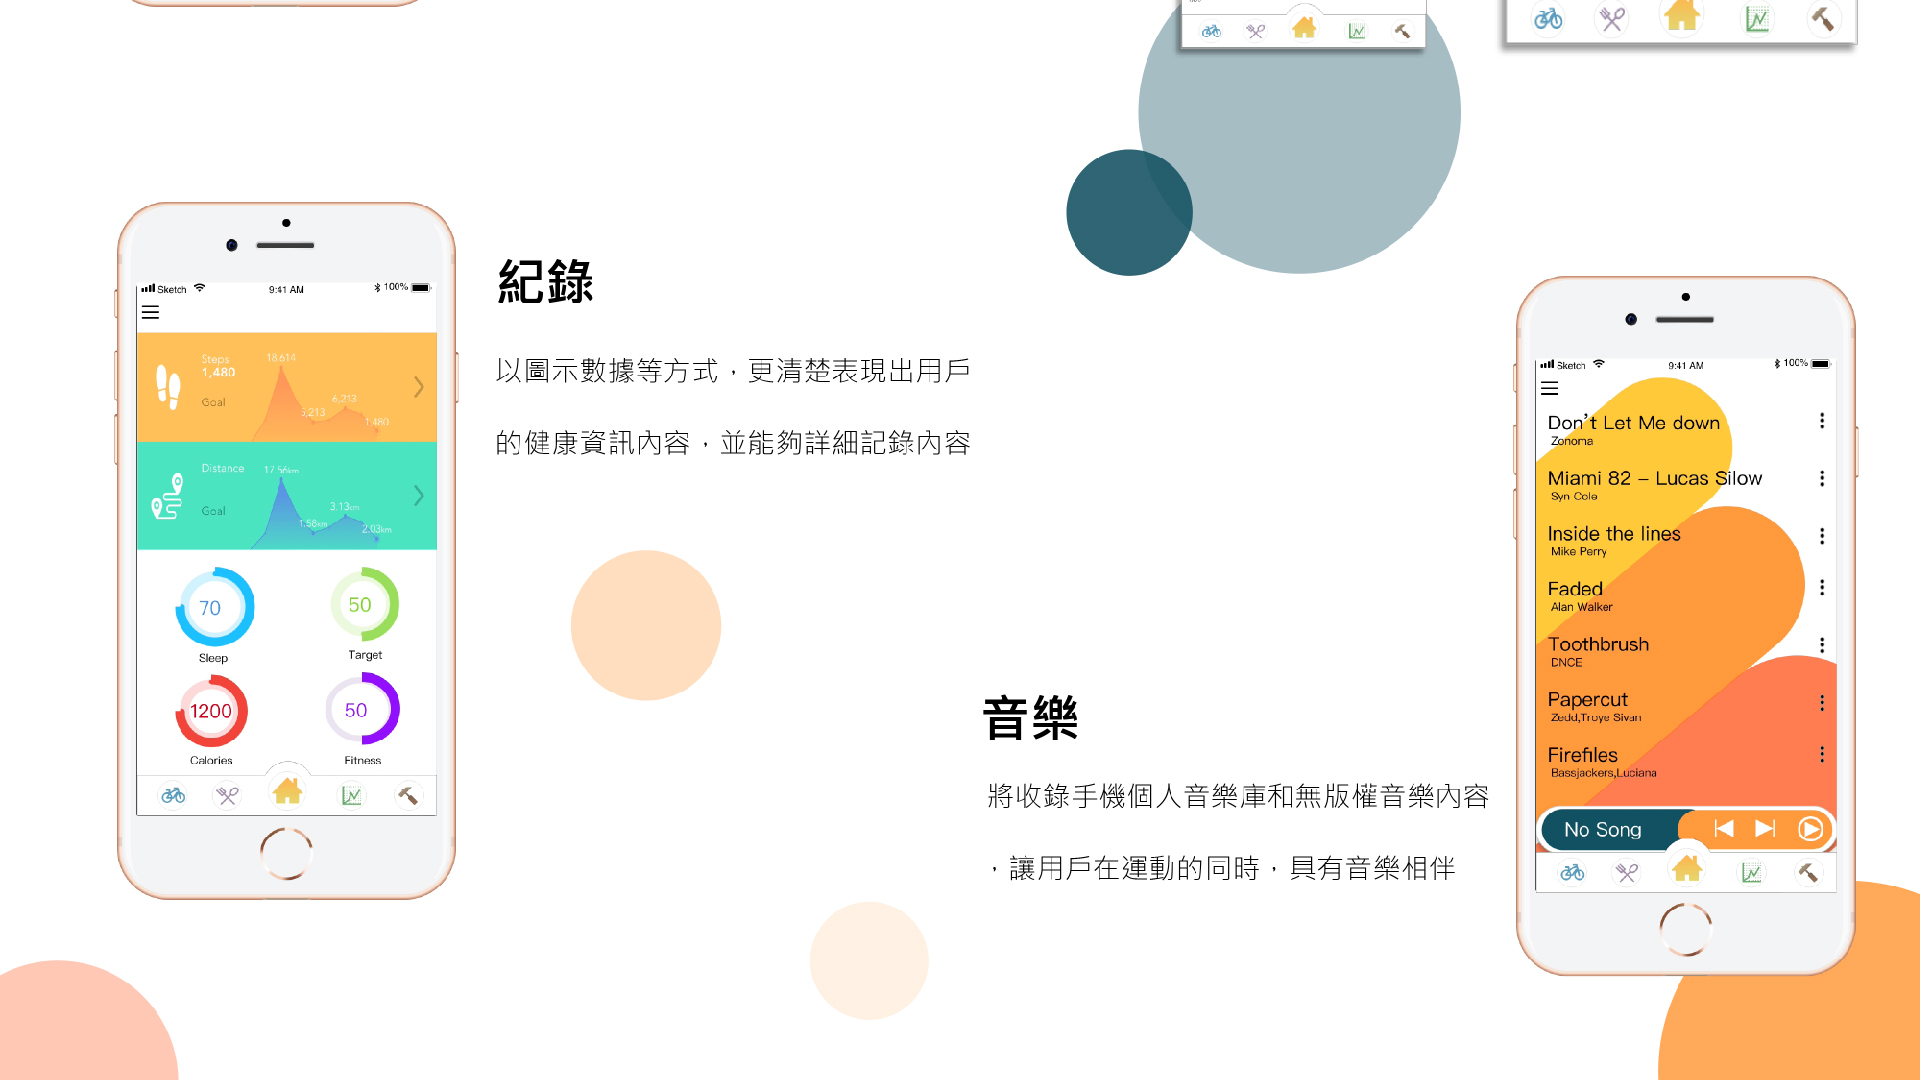 紀錄
以圖示數據等方式，更清楚表現出用戶
的健康資訊內容，並能夠詳細記錄內容
Sketch 9:41 AM 100%
Steps
1,480
Goal
18614
5,213
6,213
1,480
Distance
Goal
17.56km
1.58km
3.13km
2.03km
70
Sleep
50
Target
1200
Calories
50
Fitness
音樂
將收錄手機個人音樂庫和無版權音樂內容
，讓用戶在運動的同時，具有音樂相伴
Sketch 9:41 AM 100%
Don't Let Me down
Zonoma
Miami 82 – Lucas Silow
Syn Cole
Inside the lines
Mike Perry
Faded
Alan Walker
Toothbrush
DNCE
Papercut
Zedd,Troye Sivan
Firefiles
Bassjackers,Luciana
No Song